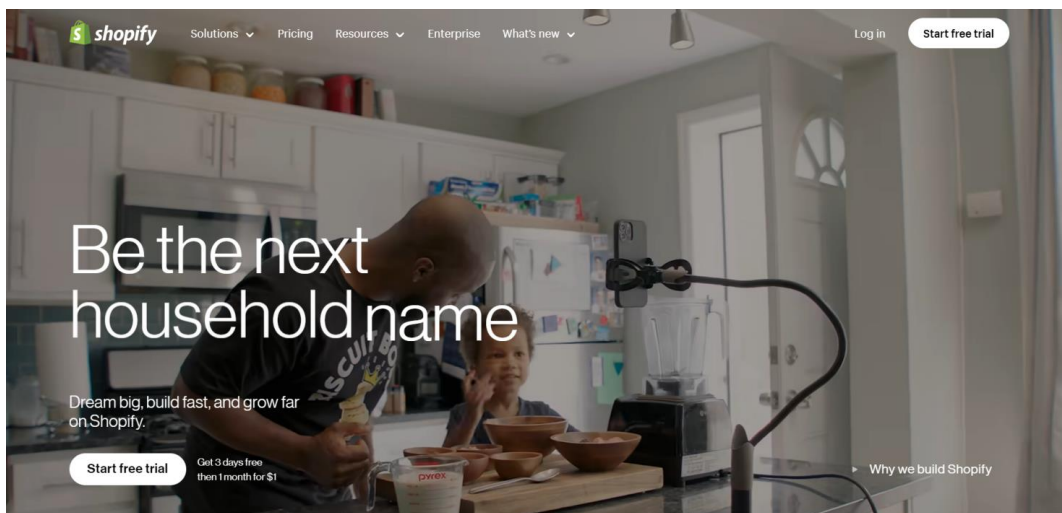 shopify
Solutions
Pricing
Resources
Enterprise
What's new
Log in
Start free trial
Be the next
household name
Dream big, build fast, and grow far
on Shopify.
Start free trial
Get 3 days free
then 1 month for $1
Why we build Shopify
PYREX